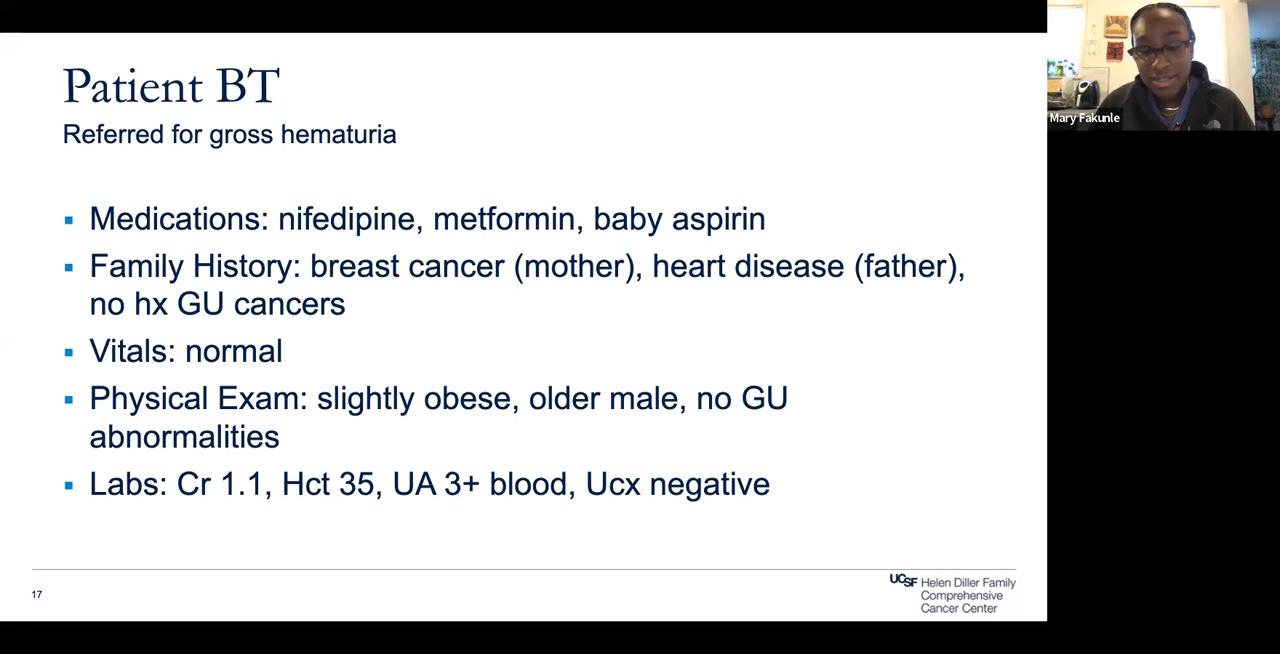 Patient BT
Referred for gross hematuria
▪ Medications: nifedipine, metformin, baby aspirin
▪ Family History: breast cancer (mother), heart disease (father),
no hx GU cancers
▪ Vitals: normal
▪ Physical Exam: slightly obese, older male, no GU
abnormalities
▪ Labs: Cr 1.1, Hct 35, UA 3+ blood, Ucx negative
17
UCSF Helen Diller Family
Comprehensive
Cancer Center
Mary Fakunle